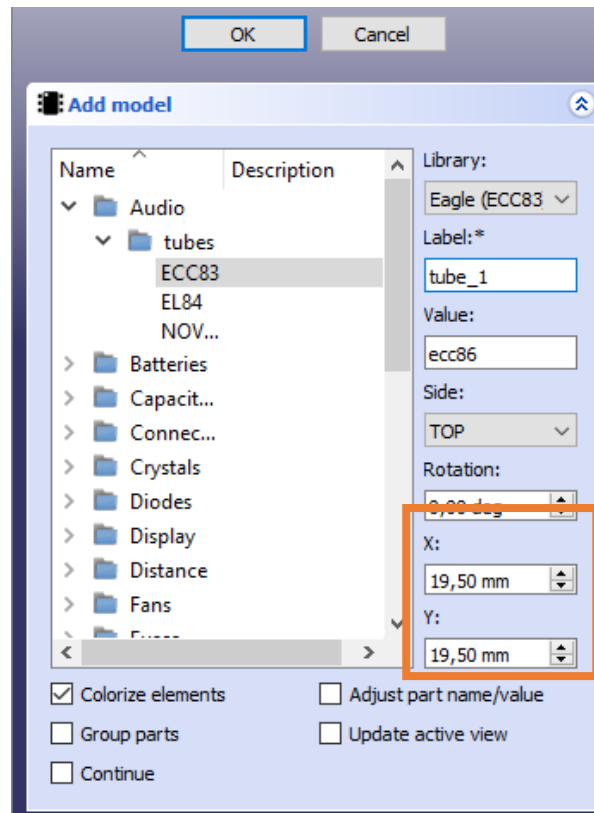 OK Cancel
Add model
Name Description
Audio
tubes
ECC83
EL84
NOV...
Batteries
Capacit...
Connec...
Crystals
Diodes
Display
Distance
Fans
Library:
Eagle (ECC83
Label:*
tube_1
Value:
ecc86
Side:
TOP
Rotation:
deg
X:
19,50 mm
Y:
19,50 mm
Colorize elements Adjust part name/value
Group parts Update active view
Continue